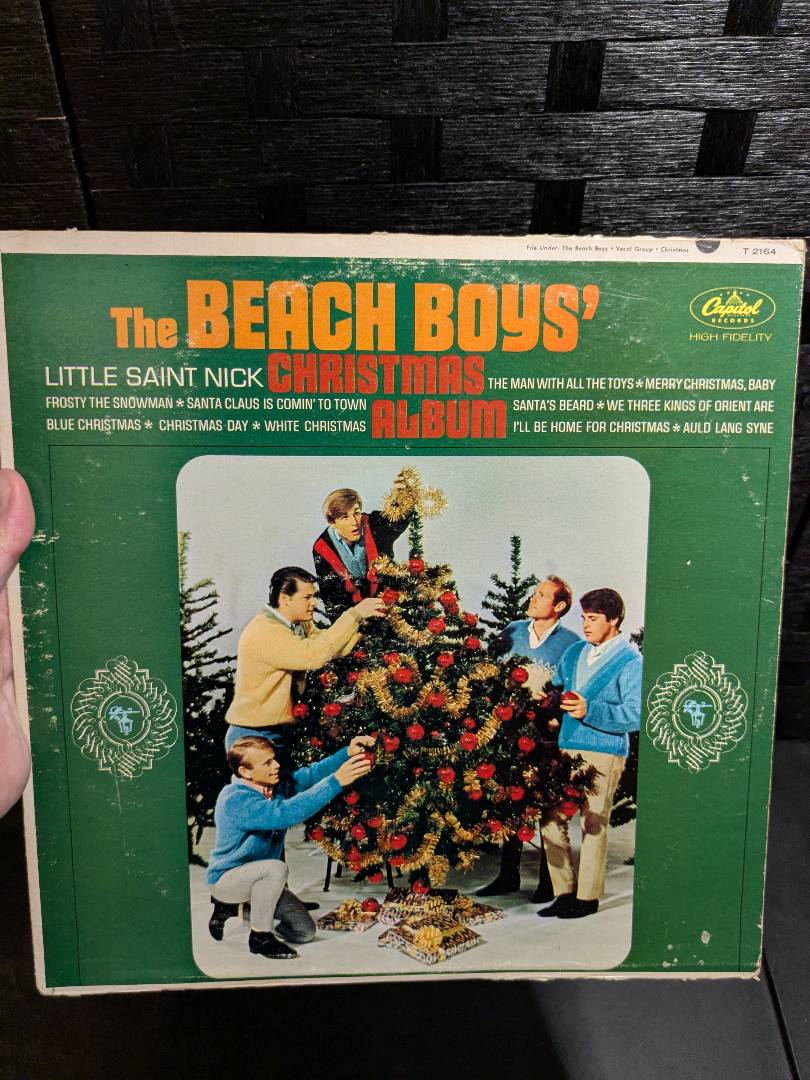 File Under: The Beach Boys • Vocal Group • Christmas
T 2164
The BEACH BOYS'
Capitol
RECORDS
HIGH FIDELITY
CHRISTMAS
ALBUM
LITTLE SAINT NICK
FROSTY THE SNOWMAN * SANTA CLAUS IS COMIN' TO TOWN
BLUE CHRISTMAS * CHRISTMAS DAY * WHITE CHRISTMAS
THE MAN WITH ALL THE TOYS * MERRY CHRISTMAS, BABY
SANTA'S BEARD * WE THREE KINGS OF ORIENT ARE
I'LL BE HOME FOR CHRISTMAS * AULD LANG SYNE